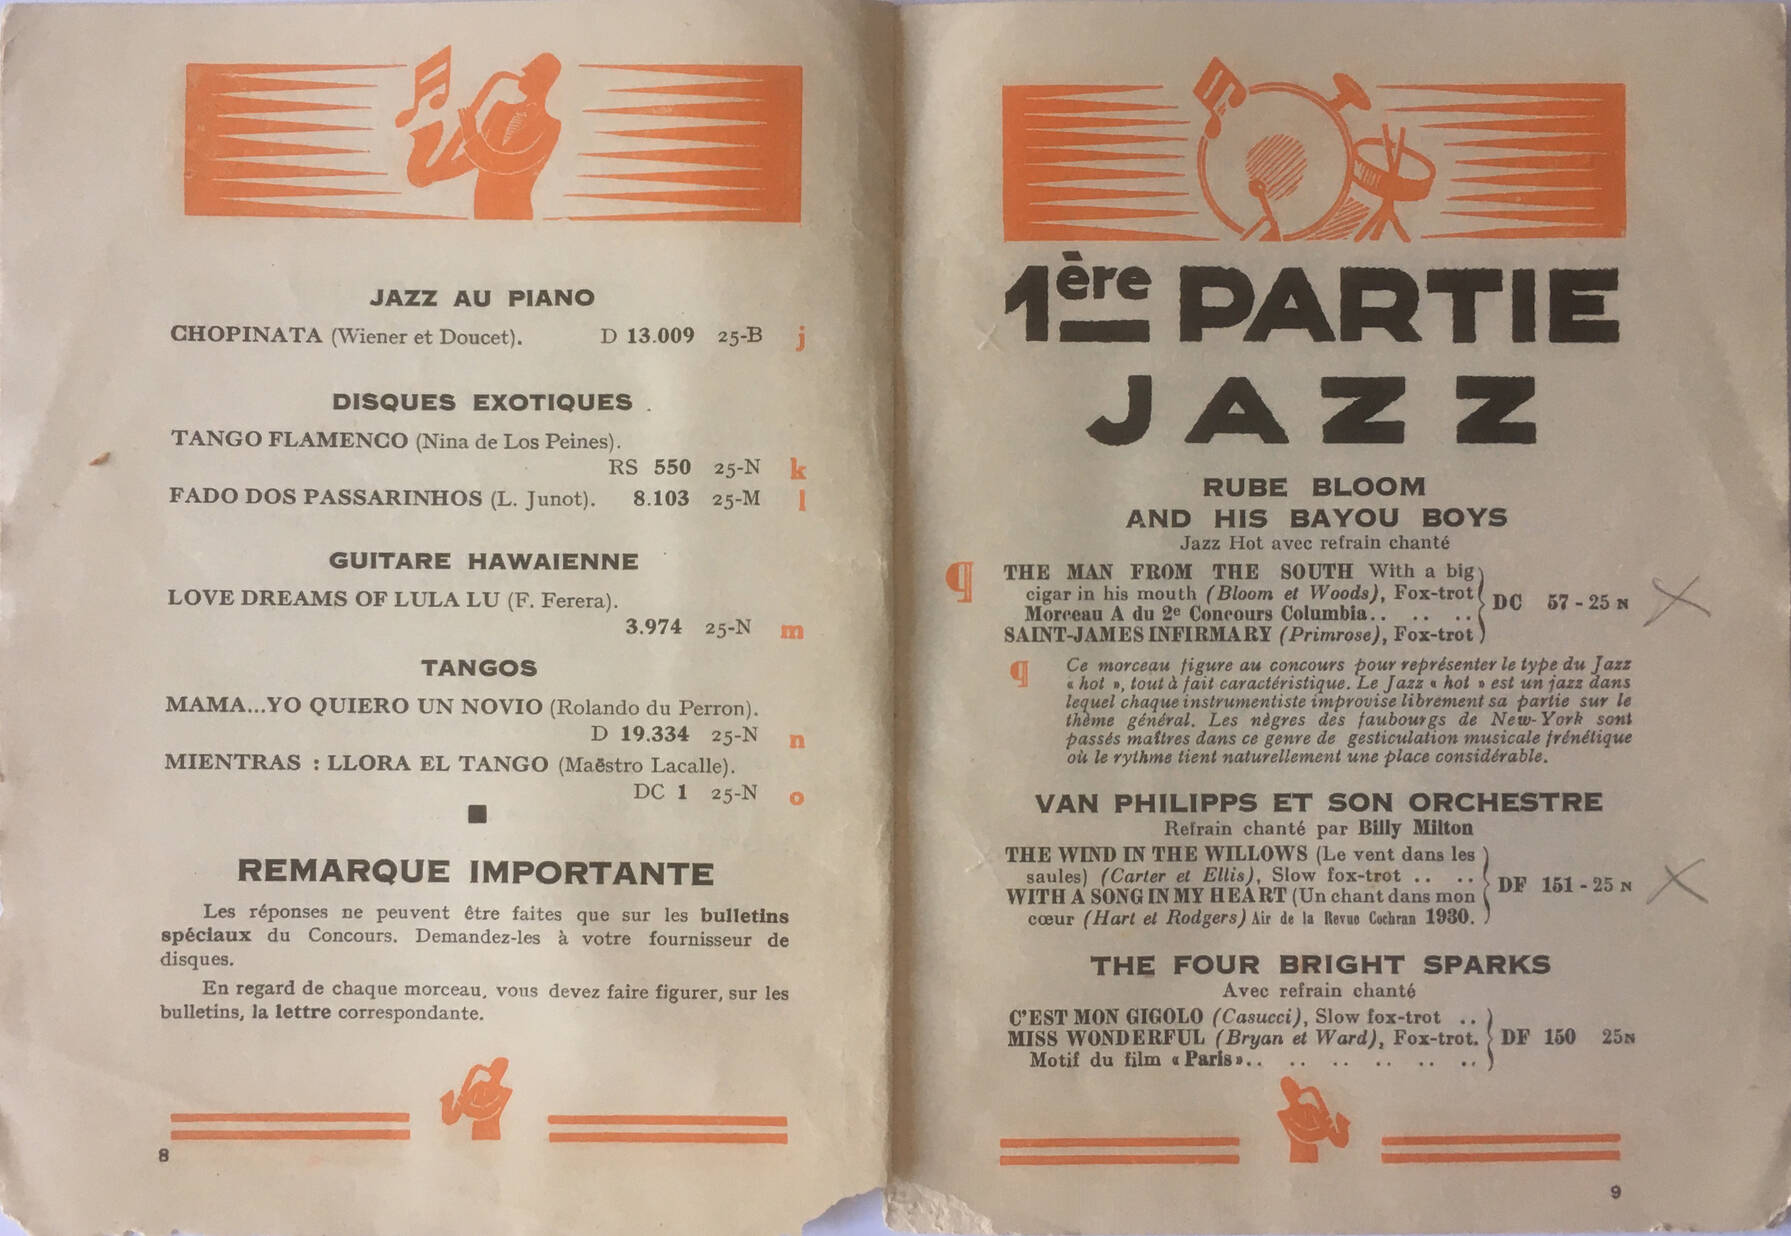 JAZZ AU PIANO
CHOPINATA (Wiener et Doucet). D 13.009 25-B j
DISQUES EXOTIQUES
TANGO FLAMENCO (Nina de Los Peines).
RS 550 25-N k
FADO DOS PASSARINHOS (L. Junot). 8.103 25-M l
GUITARE HAWAIENNE
LOVE DREAMS OF LULA LU (F. Ferera).
3.974 25-N m
TANGOS
MAMA...YO QUIERO UN NOVIO (Rolando du Perron).
D 19.334 25-N n
MIENTRAS : LLORA EL TANGO (Maëstro Lacalle).
DC 1 25-N o
REMARQUE IMPORTANTE
Les réponses ne peuvent être faites que sur les bulletins
spéciaux du Concours. Demandez-les à votre fournisseur de
disques.
En regard de chaque morceau, vous devez faire figurer, sur les
bulletins, la lettre correspondante.
8
1ère PARTIE
JAZZ
RUBE BLOOM
AND HIS BAYOU BOYS
Jazz Hot avec refrain chanté
¶ THE MAN FROM THE SOUTH With a big
cigar in his mouth (Bloom et Woods), Fox-trot
DC 57 - 25 N
Morceau A du 2e Concours Columbia.. .. ..
SAINT-JAMES INFIRMARY (Primrose), Fox-trot
¶ Ce morceau figure au concours pour représenter le type du Jazz
« hot », tout à fait caractéristique. Le Jazz « hot » est un jazz dans
lequel chaque instrumentiste improvise librement sa partie sur le
thème général. Les nègres des faubourgs de New-York sont
passés maîtres dans ce genre de gesticulation musicale frénétique
où le rythme tient naturellement une place considérable.
VAN PHILIPPS ET SON ORCHESTRE
Refrain chanté par Billy Milton
THE WIND IN THE WILLOWS (Le vent dans les
saules) (Carter et Ellis), Slow fox-trot .. ..
DF 151 - 25 N
WITH A SONG IN MY HEART (Un chant dans mon
cœur (Hart et Rodgers) Air de la Revue Cochran 1930.
THE FOUR BRIGHT SPARKS
Avec refrain chanté
C'EST MON GIGOLO (Casucci), Slow fox-trot ..
MISS WONDERFUL (Bryan et Ward), Fox-trot. DF 150 25N
Motif du film « Paris ».. .. .. .. .. ..
9